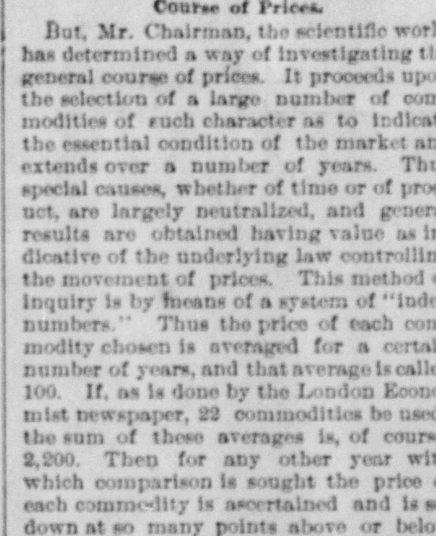 Course of Prices.
But, Mr. Chairman, the scientific worl
has determined a way of investigating th
general course of prices. It proceeds upo
the selection of a large number of com
modities of such character as to indicat
the essential condition of the market an
extends over a number of years. Thu
special causes, whether of time or of pro
uct, are largely neutralized, and genera
results are obtained having value as in
dicative of the underlying law controllin
the movement of prices. This method o
inquiry is by means of a system of "inde
numbers." Thus the price of each com
modity chosen is averaged for a certai
number of years, and that average is calle
100. If, as is done by the London Econo
mist newspaper, 22 commodities be used
the sum of these averages is, of cours
2,200. Then for any other year wit
which comparison is sought the price o
each commodity is ascertained and is se
down at so many points above or belo